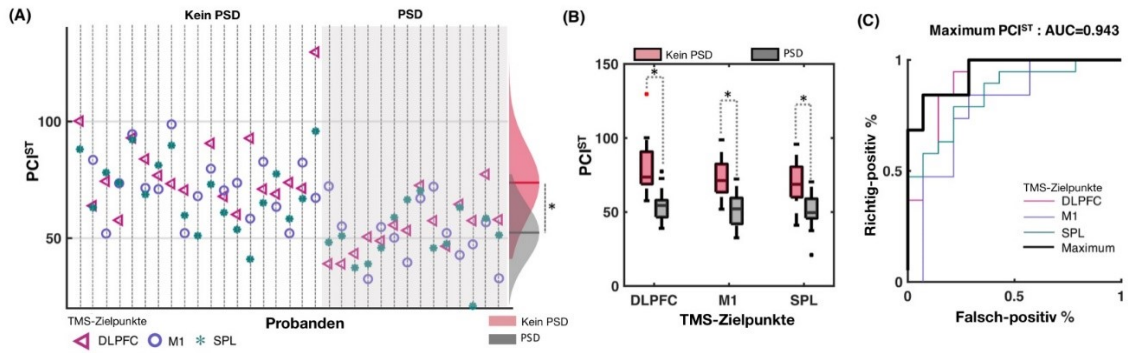 (A)
Kein PSD
PSD
PCI^ST
100
50
Probanden
TMS-Zielpunkte
DLPFC
M1
SPL
*
Kein PSD
PSD
(B)
Kein PSD
PSD
PCI^ST
150
100
50
0
*
*
*
DLPFC
M1
SPL
TMS-Zielpunkte
(C)
Maximum PCI^ST : AUC=0.943
Richtig-positiv %
1
0.5
0
TMS-Zielpunkte
DLPFC
M1
SPL
Maximum
0
0.5
1
Falsch-positiv %